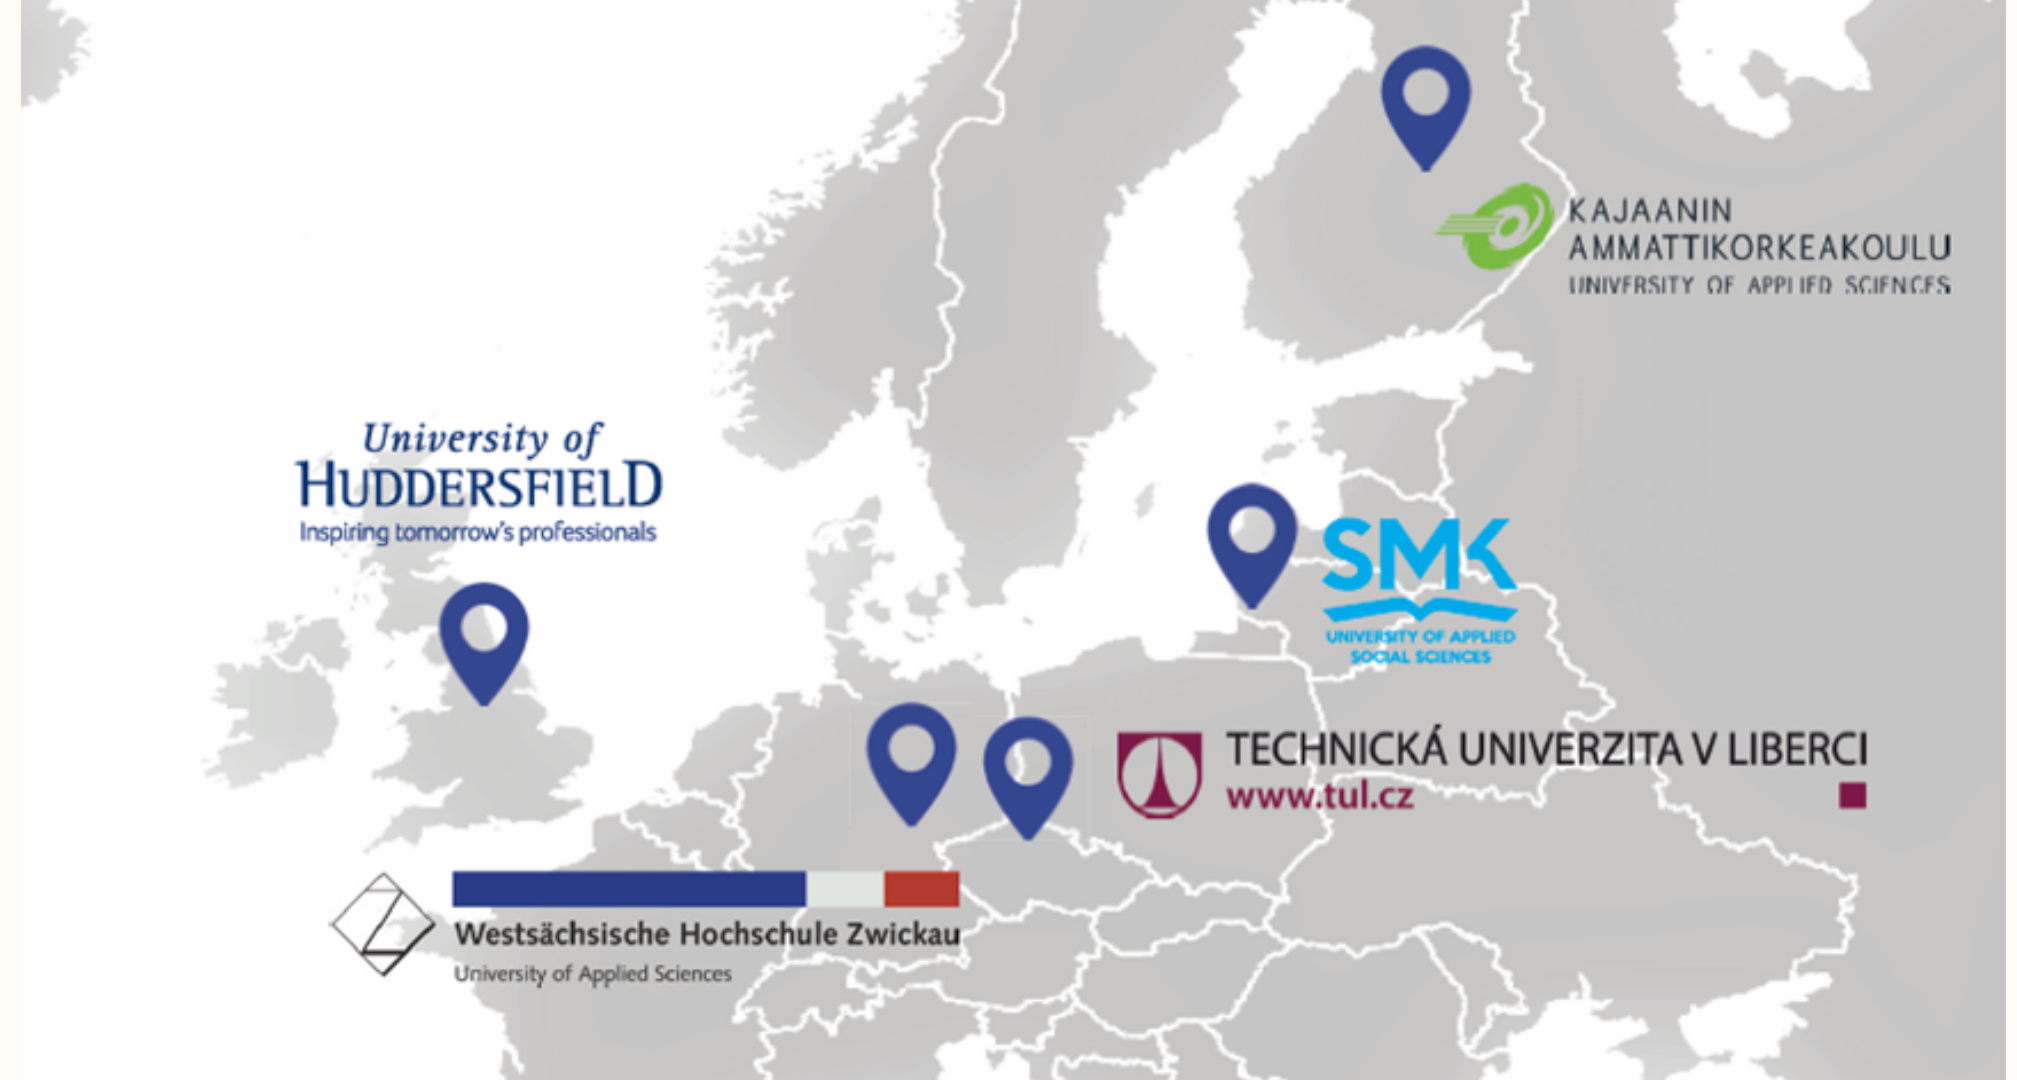 KAJAANIN
AMMATTIKORKEAKOULU
UNIVERSITY OF APPLIED SCIENCES
University of
HUDDERSFIELD
Inspiring tomorrow's professionals
SMK
UNIVERSITY OF APPLIED
SOCIAL SCIENCES
TECHNICKÁ UNIVERZITA V LIBERCI
www.tul.cz
Westsächsische Hochschule Zwickau
University of Applied Sciences